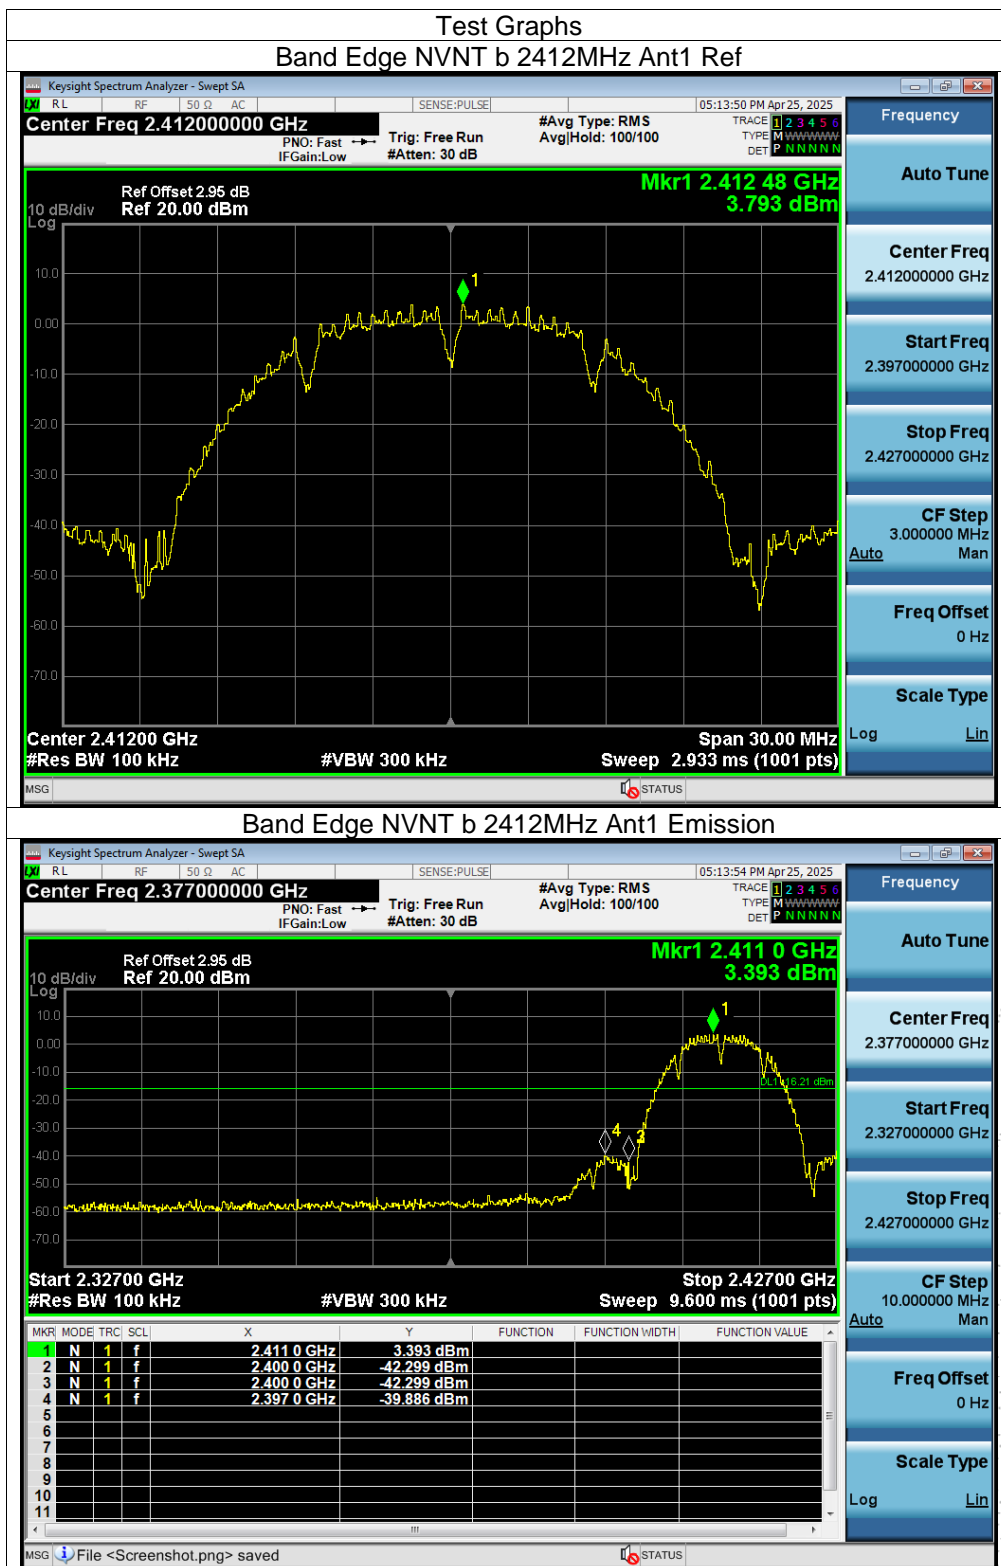 Test Graphs
Band Edge NVNT b 2412MHz Ant1 Ref
Keysight Spectrum Analyzer - Swept SA
LXI RL RF 50 Ω AC SENSE:PULSE 05:13:50 PM Apr 25, 2025
Center Freq 2.412000000 GHz
PNO: Fast
IFGain:Low
Trig: Free Run
#Atten: 30 dB
#Avg Type: RMS
Avg|Hold: 100/100
TRACE 1 2 3 4 5 6
TYPE M WWWWW
DET P N N N N N
Frequency
Auto Tune
Center Freq
2.412000000 GHz
Start Freq
2.397000000 GHz
Stop Freq
2.427000000 GHz
CF Step
3.000000 MHz
Auto Man
Freq Offset
0 Hz
Scale Type
Log Lin
Mkr1 2.412 48 GHz
3.793 dBm
Ref Offset 2.95 dB
10 dB/div Ref 20.00 dBm
Log
1
10.0
0.00
-10.0
-20.0
-30.0
-40.0
-50.0
-60.0
-70.0
Center 2.41200 GHz Span 30.00 MHz
#Res BW 100 kHz #VBW 300 kHz Sweep 2.933 ms (1001 pts)
MSG STATUS
Band Edge NVNT b 2412MHz Ant1 Emission
Keysight Spectrum Analyzer - Swept SA
LXI RL RF 50 Ω AC SENSE:PULSE 05:13:54 PM Apr 25, 2025
Center Freq 2.377000000 GHz
PNO: Fast
IFGain:Low
Trig: Free Run
#Atten: 30 dB
#Avg Type: RMS
Avg|Hold: 100/100
TRACE 1 2 3 4 5 6
TYPE M WWWWW
DET P N N N N N
Frequency
Auto Tune
Center Freq
2.377000000 GHz
Start Freq
2.327000000 GHz
Stop Freq
2.427000000 GHz
CF Step
10.000000 MHz
Auto Man
Freq Offset
0 Hz
Scale Type
Log Lin
Mkr1 2.411 0 GHz
3.393 dBm
Ref Offset 2.95 dB
10 dB/div Ref 20.00 dBm
Log
1
10.0
0.00
-10.0
DL1 -16.21 dBm
-20.0
-30.0
4 3
-40.0
-50.0
-60.0
-70.0
Start 2.32700 GHz Stop 2.42700 GHz
#Res BW 100 kHz #VBW 300 kHz Sweep 9.600 ms (1001 pts)
MKR MODE TRC SCL X Y FUNCTION FUNCTION WIDTH FUNCTION VALUE
1 N 1 f 2.411 0 GHz 3.393 dBm
2 N 1 f 2.400 0 GHz -42.299 dBm
3 N 1 f 2.400 0 GHz -42.299 dBm
4 N 1 f 2.397 0 GHz -39.886 dBm
5
6
7
8
9
10
11
MSG File <Screenshot.png> saved STATUS